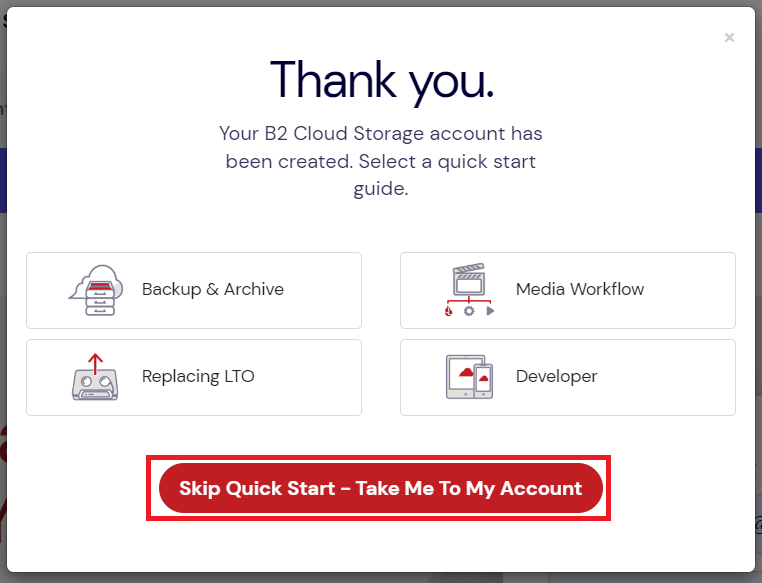 Thank you.
Your B2 Cloud Storage account has
been created. Select a quick start
guide.
Backup & Archive
Media Workflow
Replacing LTO
Developer
Skip Quick Start - Take Me To My Account